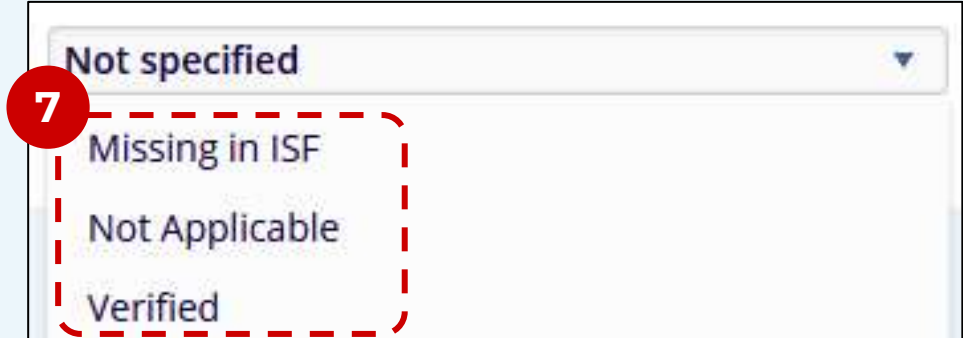 Not specified
7
Missing in ISF
Not Applicable
Verified